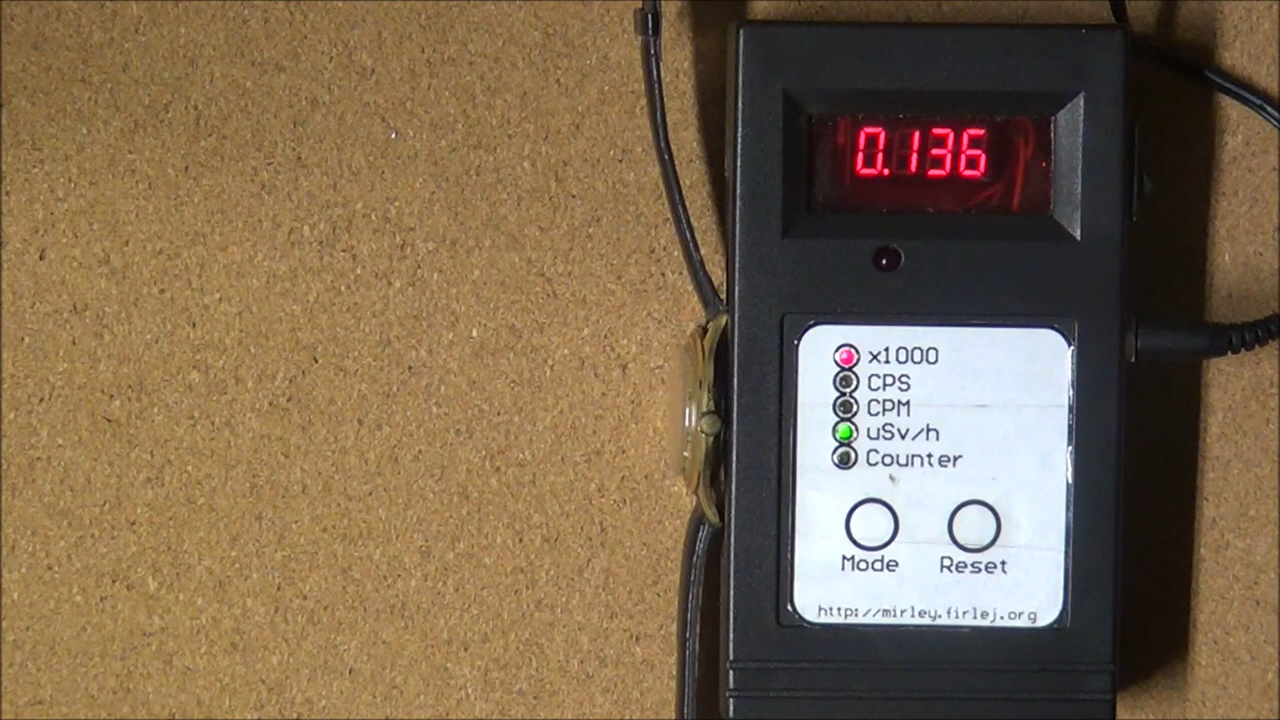 0.136
x1000
CPS
CPM
uSv/h
Counter
Mode Reset
http://mirley.firlej.org